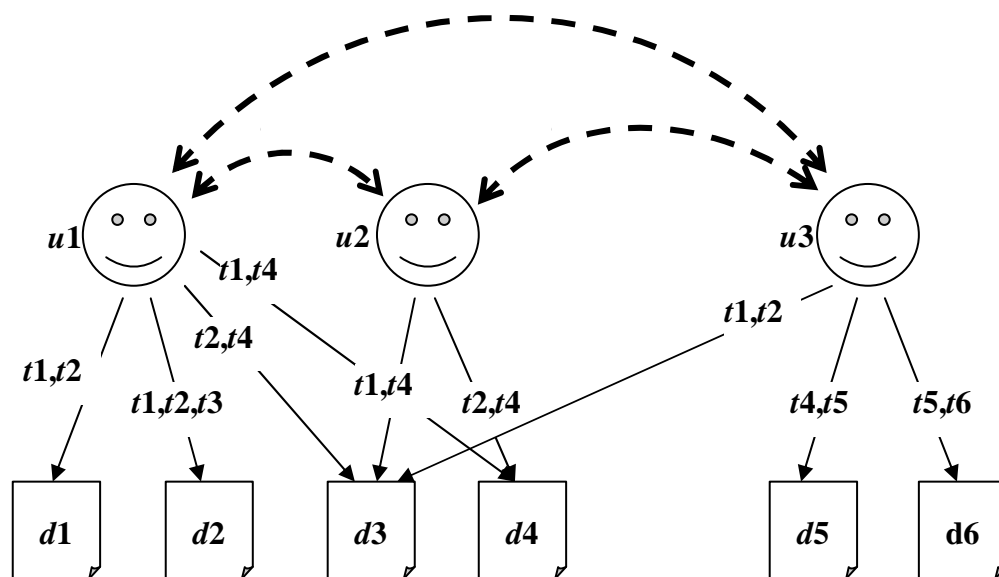 u1
u2
u3
t1,t4
t2,t4
t1,t2
t1,t2
t1,t2,t3
t1,t4
t2,t4
t4,t5
t5,t6
d1
d2
d3
d4
d5
d6